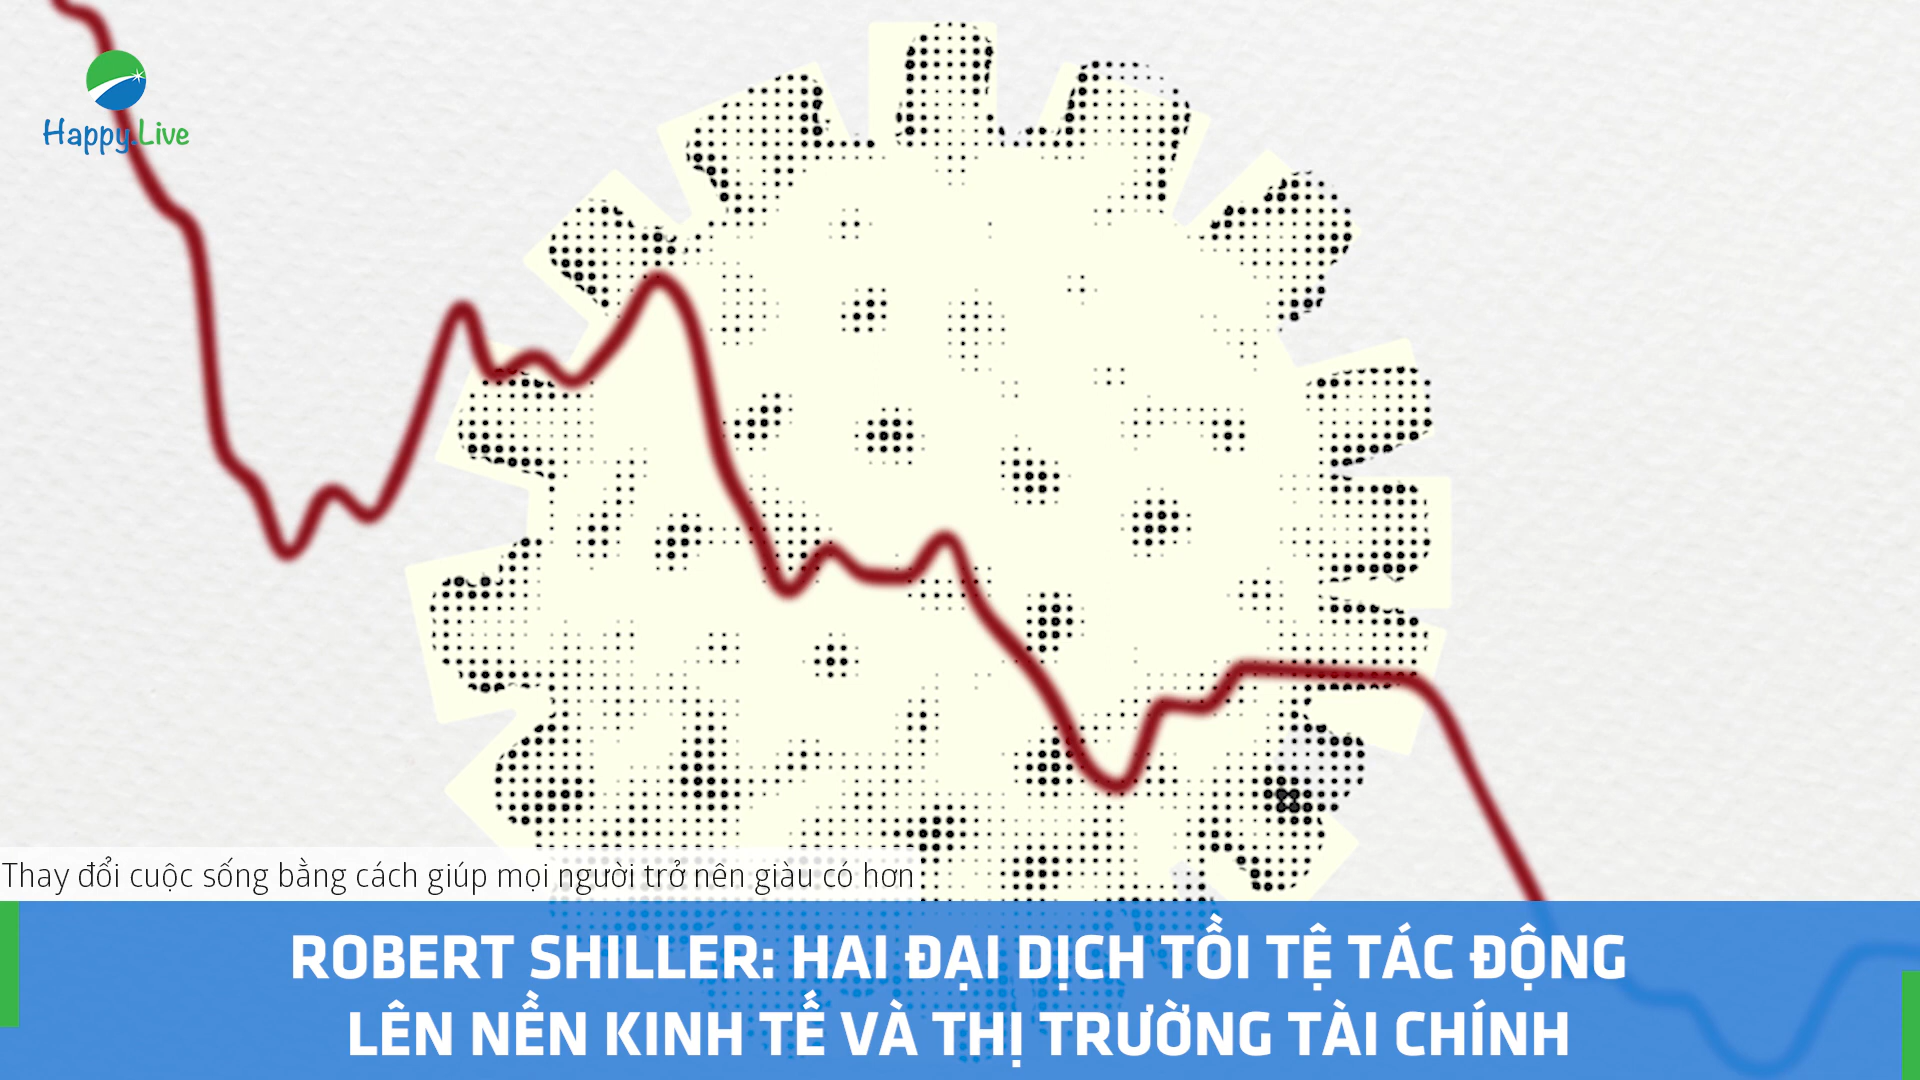 Happy.Live
Thay đổi cuộc sống bằng cách giúp mọi người trở nên giàu có hơn
ROBERT SHILLER: HAI ĐẠI DỊCH TỒI TỆ TÁC ĐỘNG
LÊN NỀN KINH TẾ VÀ THỊ TRƯỜNG TÀI CHÍNH